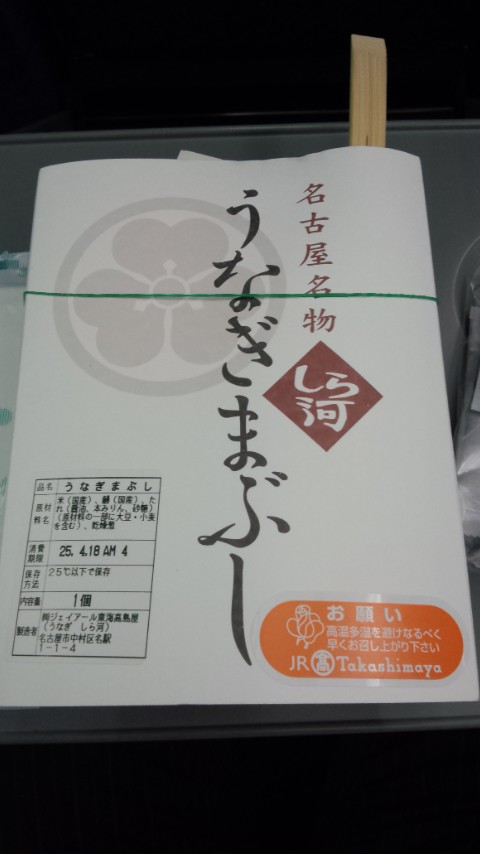 名古屋名物
しら河
うなぎまぶし
品名 うなぎまぶし
原材料名 米(国産)、鰻(国産)、た
れ(醤油、本みりん、砂糖)
(原材料の一部に大豆・小麦
を含む)、乾燥葱
消費期限 25. 4.18 AM 4
保存方法 25℃以下で保存
内容量 1個
製造者 ㈱ジェイアール東海高島屋
(うなぎ しら河)
名古屋市中村区名駅
1-1-4
お願い
高温多湿を避けなるべく
早くお召し上がり下さい
JR 髙 Takashimaya